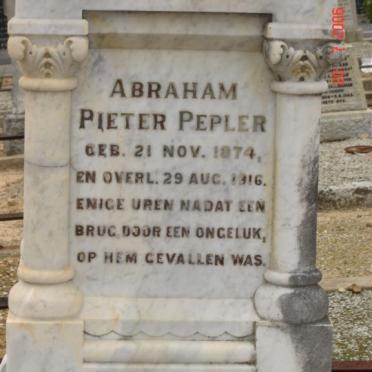 ABRAHAM
PIETER PEPLER
GEB. 21 NOV. 1874,
EN OVERL. 29 AUG. 1916.
ENIGE UREN NADAT EEN
BRUG, DOOR EEN ONGELUK,
OP HEM GEVALLEN WAS.